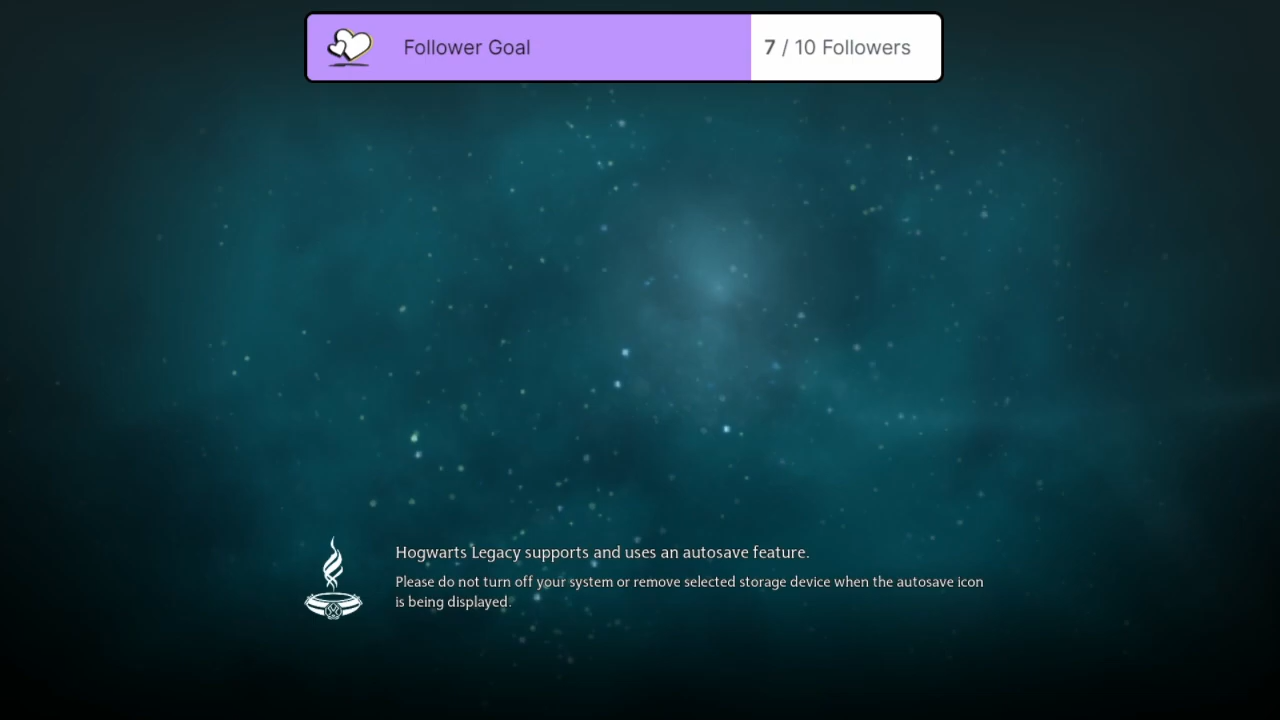 Follower Goal 7 / 10 Followers
Hogwarts Legacy supports and uses an autosave feature.
Please do not turn off your system or remove selected storage device when the autosave icon
is being displayed.